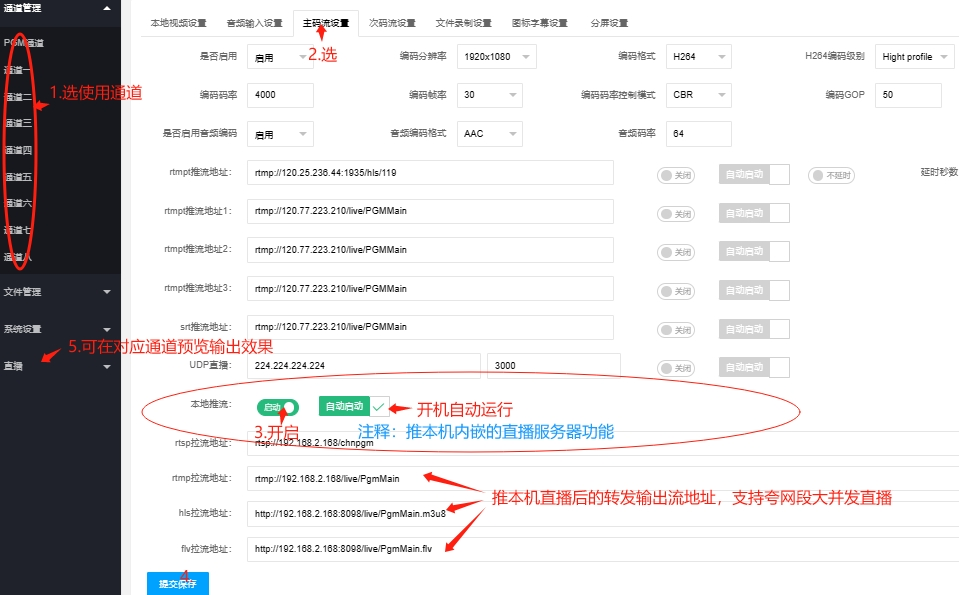 通道管理
PGM通道
通道一
通道二
通道三
通道四
通道五
通道六
通道七
通道八
文件管理
系统设置
直播
1.选使用通道
5.可在对应通道预览输出效果
本地视频设置 音频输入设置 主码流设置 次码流设置 文件录制设置 图标字幕设置 分屏设置
2.选
是否启用 启用 编码分辨率 1920x1080 编码格式 H264 H264编码级别 Hight profile
编码码率 4000 编码帧率 30 编码码率控制模式 CBR 编码GOP 50
是否启用音频编码 启用 音频编码格式 AAC 音频码率 64
rtmpt推流地址: rtmp://120.25.236.44:1935/hls/119 关闭 自动启动 不延时 延时秒数
rtmpt推流地址1: rtmp://120.77.223.210/live/PGMMain 关闭 自动启动
rtmpt推流地址2: rtmp://120.77.223.210/live/PGMMain 关闭 自动启动
rtmpt推流地址3: rtmp://120.77.223.210/live/PGMMain 关闭 自动启动
srt推流地址: rtmp://120.77.223.210/live/PGMMain 关闭 自动启动
UDP直播: 224.224.224.224 3000 关闭 自动启动
本地推流: 启动 自动启动 开机自动运行
3.开启 注释：推本机内嵌的直播服务器功能
rtsp拉流地址: rtsp://192.168.2.168/chnpgm
rtmp拉流地址: rtmp://192.168.2.168/live/PgmMain
推本机直播后的转发输出流地址，支持夸网段大并发直播
hls拉流地址: http://192.168.2.168:8098/live/PgmMain.m3u8
flv拉流地址: http://192.168.2.168:8098/live/PgmMain.flv
4.
提交保存